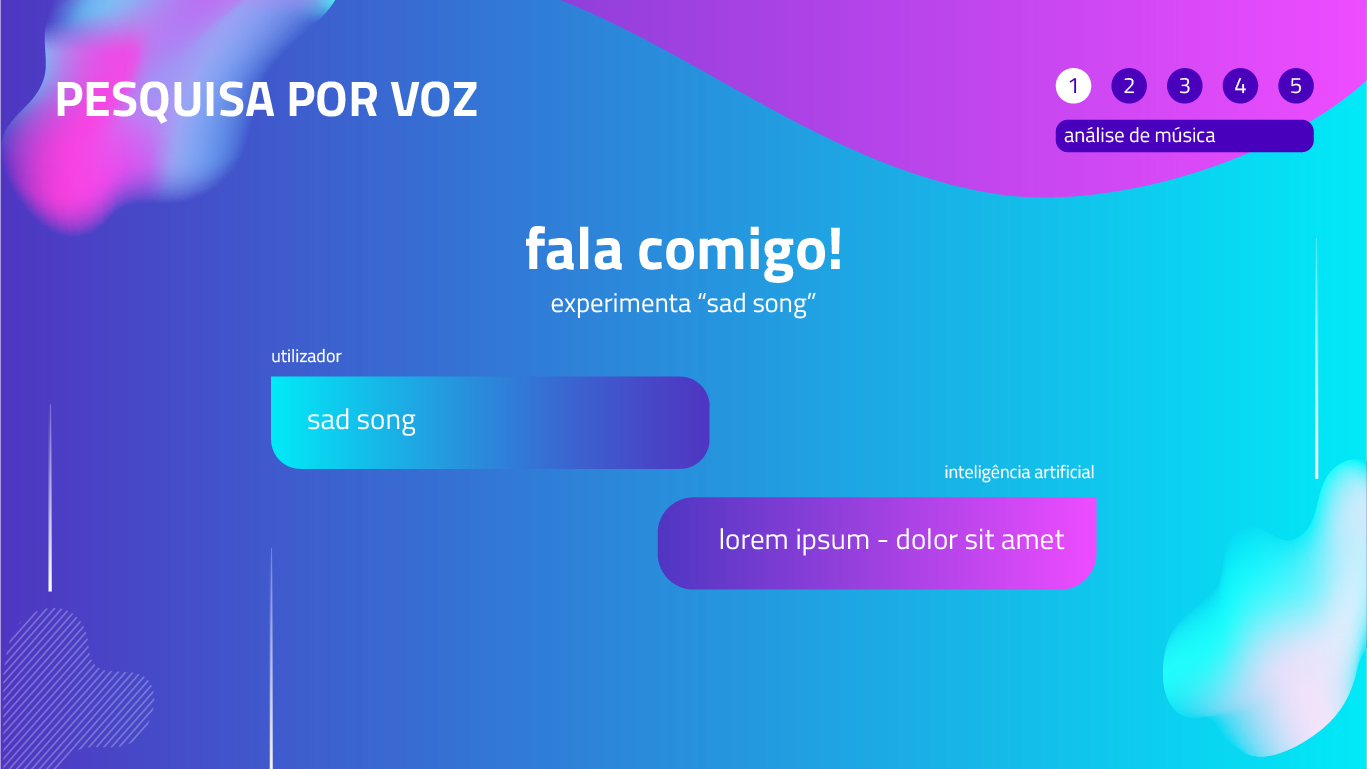 PESQUISA POR VOZ
1 2 3 4 5
análise de música
fala comigo!
experimenta “sad song”
utilizador
sad song
inteligência artificial
lorem ipsum - dolor sit amet